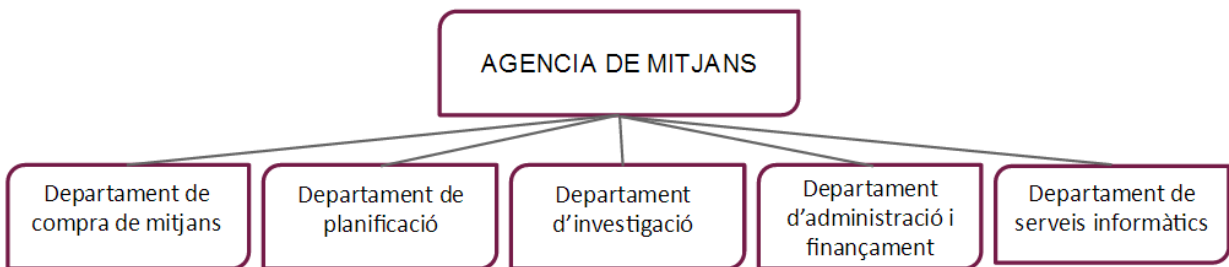 AGENCIA DE MITJANS
Departament de
compra de mitjans
Departament de
planificació
Departament
d'investigació
Departament
d'administració i
finançament
Departament de
serveis informàtics